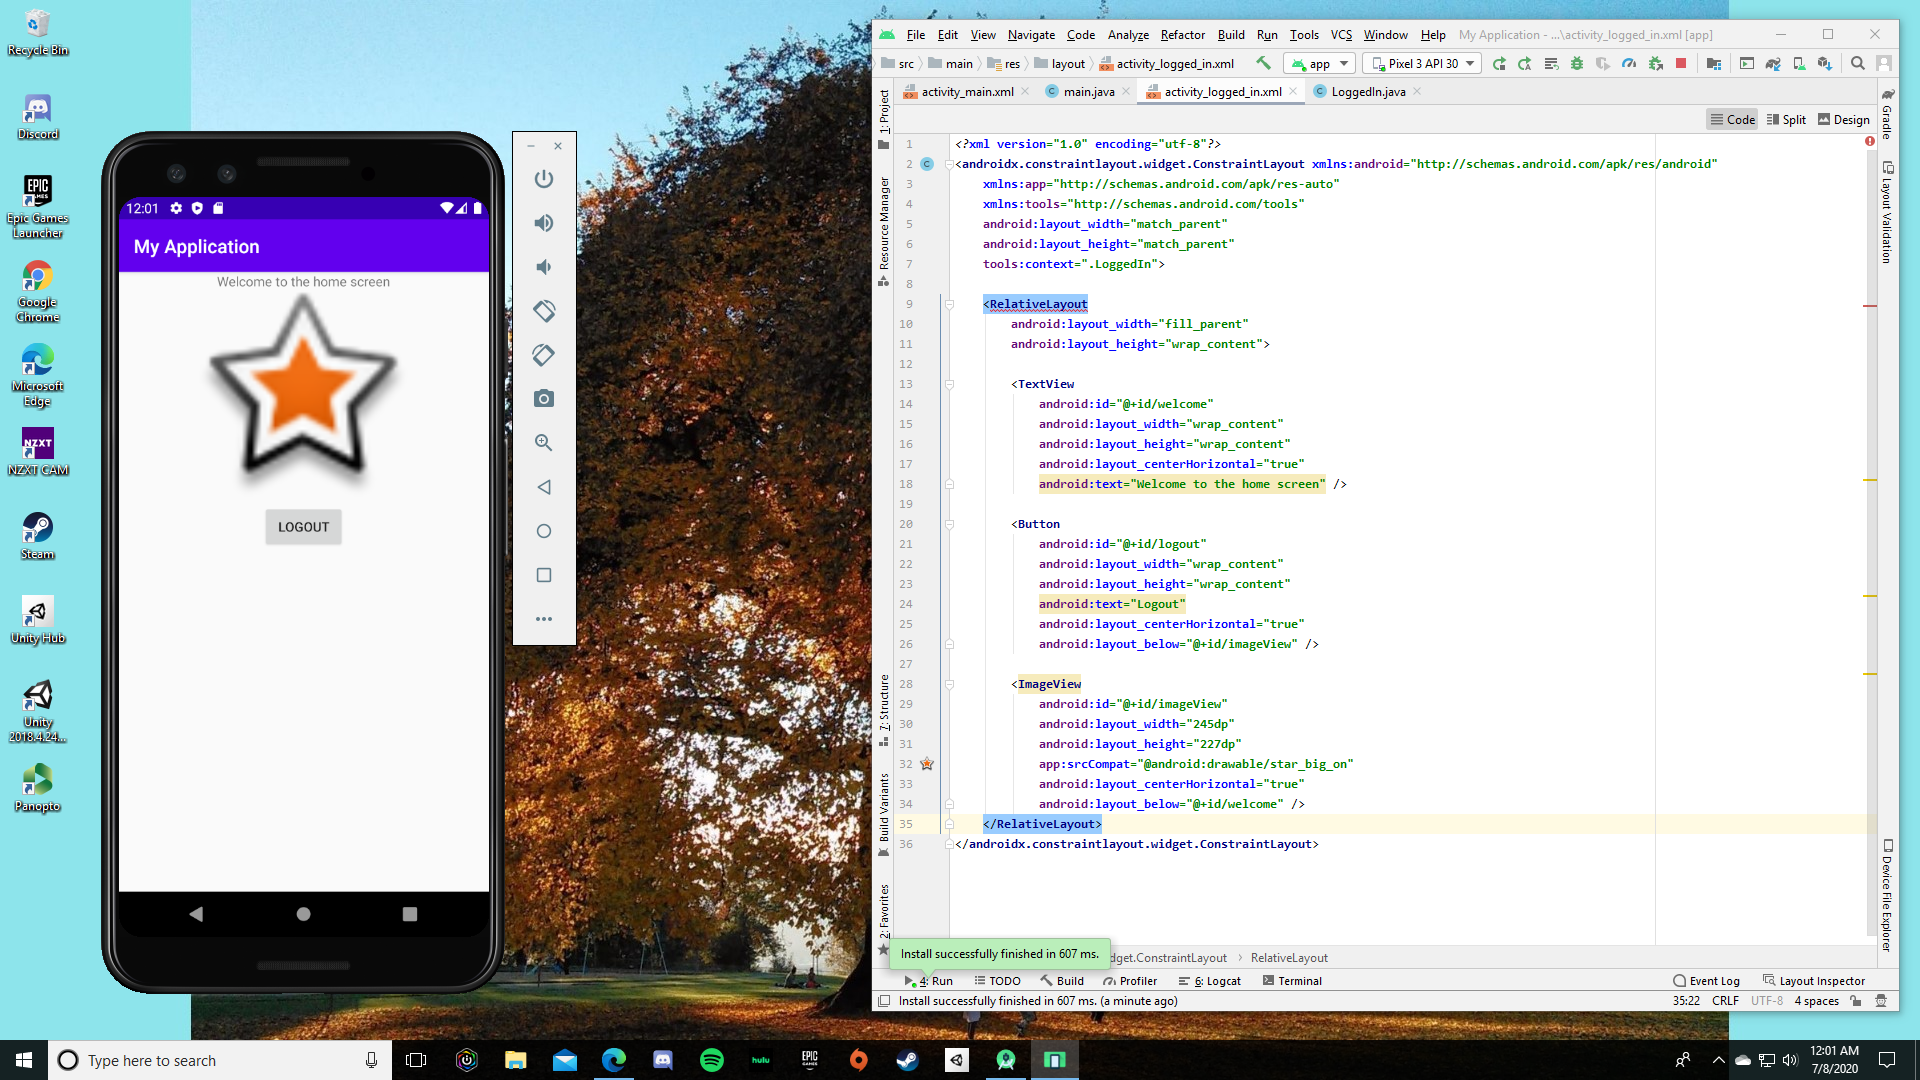 Recycle Bin
Discord
Epic Games
Launcher
Google
Chrome
Microsoft
Edge
NZXT
NZXT CAM
Steam
Unity Hub
Unity
2018.4.24...
Panopto
12:01
My Application
Welcome to the home screen
LOGOUT
File Edit View Navigate Code Analyze Refactor Build Run Tools VCS Window Help My Application - ...\activity_logged_in.xml [app]
src main res layout activity_logged_in.xml app Pixel 3 API 30
activity_main.xml main.java activity_logged_in.xml LoggedIn.java
Code Split Design
1: Project
Resource Manager
7: Structure
Build Variants
2: Favorites
Gradle
Layout Validation
Device File Explorer
1 <?xml version="1.0" encoding="utf-8"?>
2 <androidx.constraintlayout.widget.ConstraintLayout xmlns:android="http://schemas.android.com/apk/res/android"
3 xmlns:app="http://schemas.android.com/apk/res-auto"
4 xmlns:tools="http://schemas.android.com/tools"
5 android:layout_width="match_parent"
6 android:layout_height="match_parent"
7 tools:context=".LoggedIn">
8
9 <RelativeLayout
10 android:layout_width="fill_parent"
11 android:layout_height="wrap_content">
12
13 <TextView
14 android:id="@+id/welcome"
15 android:layout_width="wrap_content"
16 android:layout_height="wrap_content"
17 android:layout_centerHorizontal="true"
18 android:text="Welcome to the home screen" />
19
20 <Button
21 android:id="@+id/logout"
22 android:layout_width="wrap_content"
23 android:layout_height="wrap_content"
24 android:text="Logout"
25 android:layout_centerHorizontal="true"
26 android:layout_below="@+id/imageView" />
27
28 <ImageView
29 android:id="@+id/imageView"
30 android:layout_width="245dp"
31 android:layout_height="227dp"
32 app:srcCompat="@android:drawable/star_big_on"
33 android:layout_centerHorizontal="true"
34 android:layout_below="@+id/welcome" />
35 </RelativeLayout>
36 </androidx.constraintlayout.widget.ConstraintLayout>
Install successfully finished in 607 ms.
dget.ConstraintLayout › RelativeLayout
4: Run TODO Build Profiler 6: Logcat Terminal Event Log Layout Inspector
Install successfully finished in 607 ms. (a minute ago) 35:22 CRLF UTF-8 4 spaces
Type here to search
hulu
EPIC GAMES
12:01 AM
7/8/2020